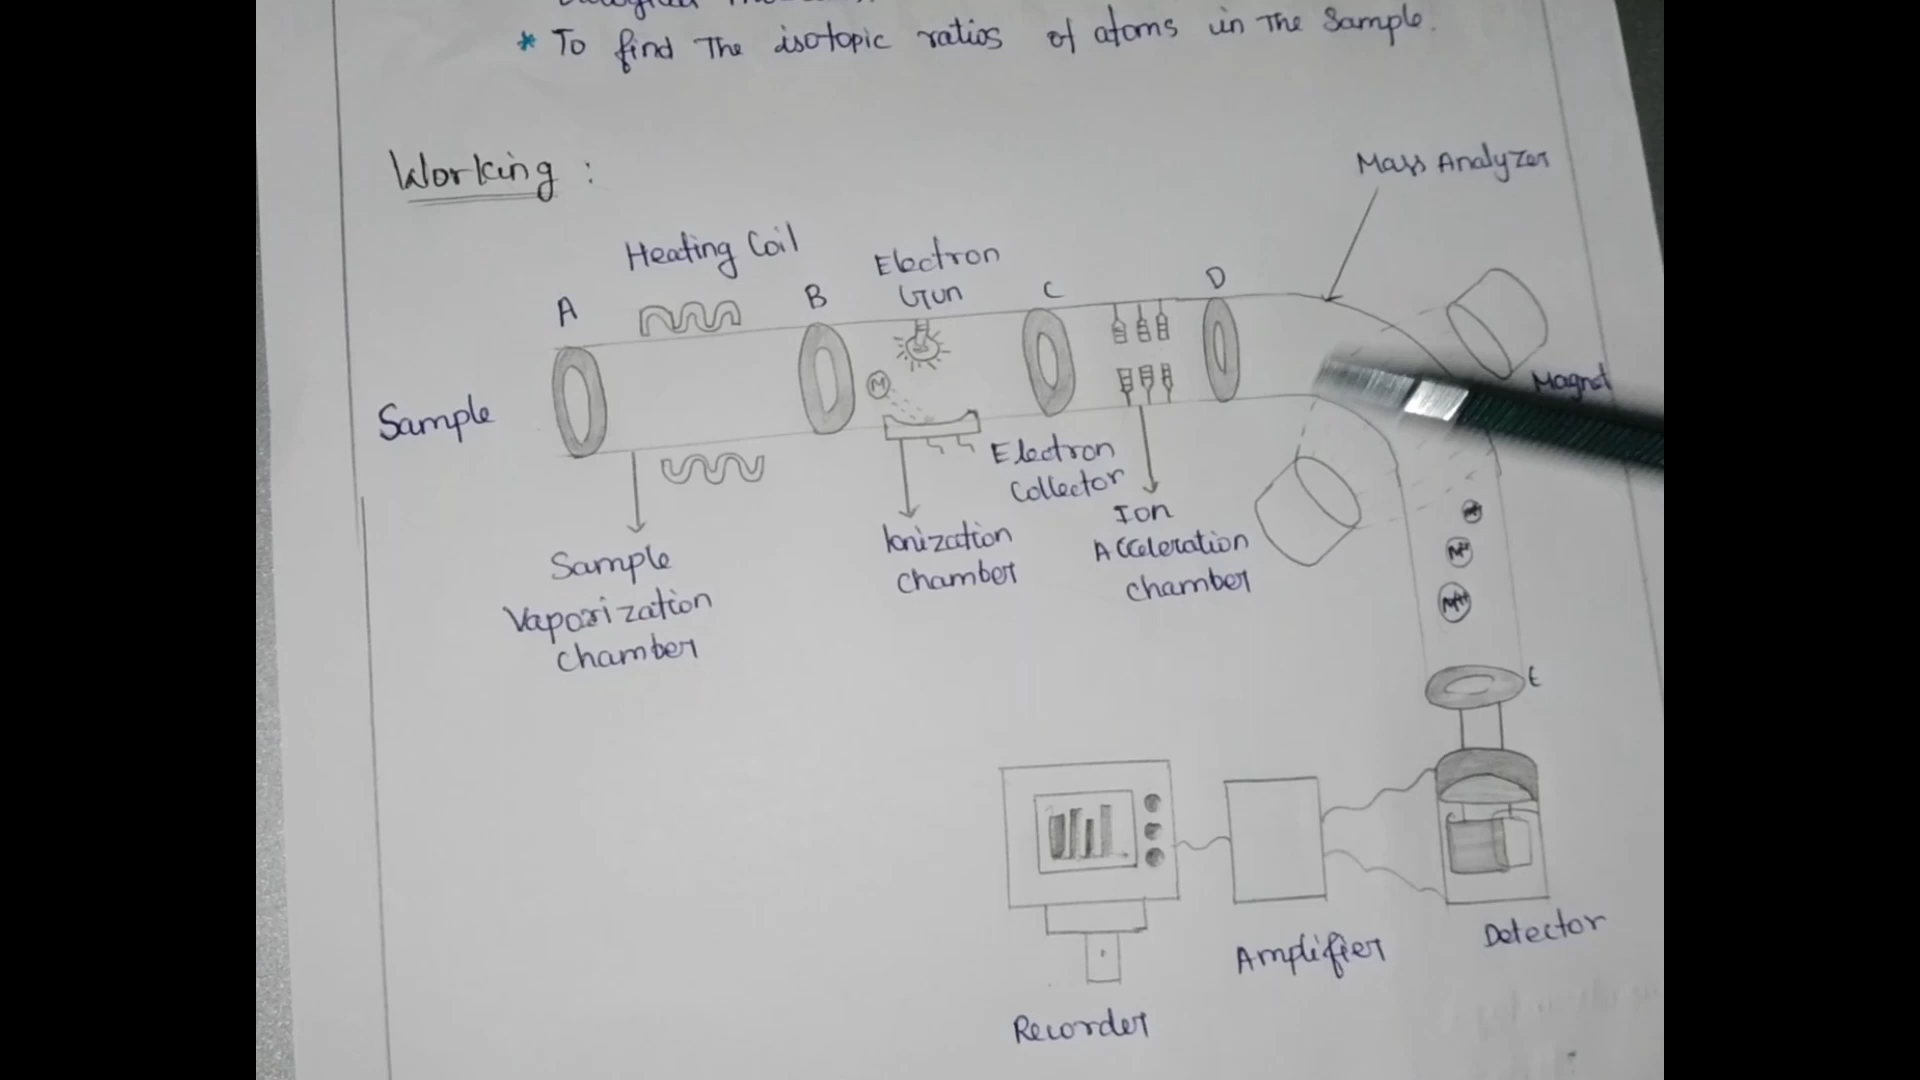 * To find The isotopic ratios of atoms in The Sample.
Working :
Mass Analyzer
Heating Coil
Electron
Gun
A
B
C
D
Sample
M
Magnet
Electron
Collector
Ionization
chamber
Ion
Acceleration
chamber
Sample
Vaporization
chamber
E
Detector
Amplifier
Recorder